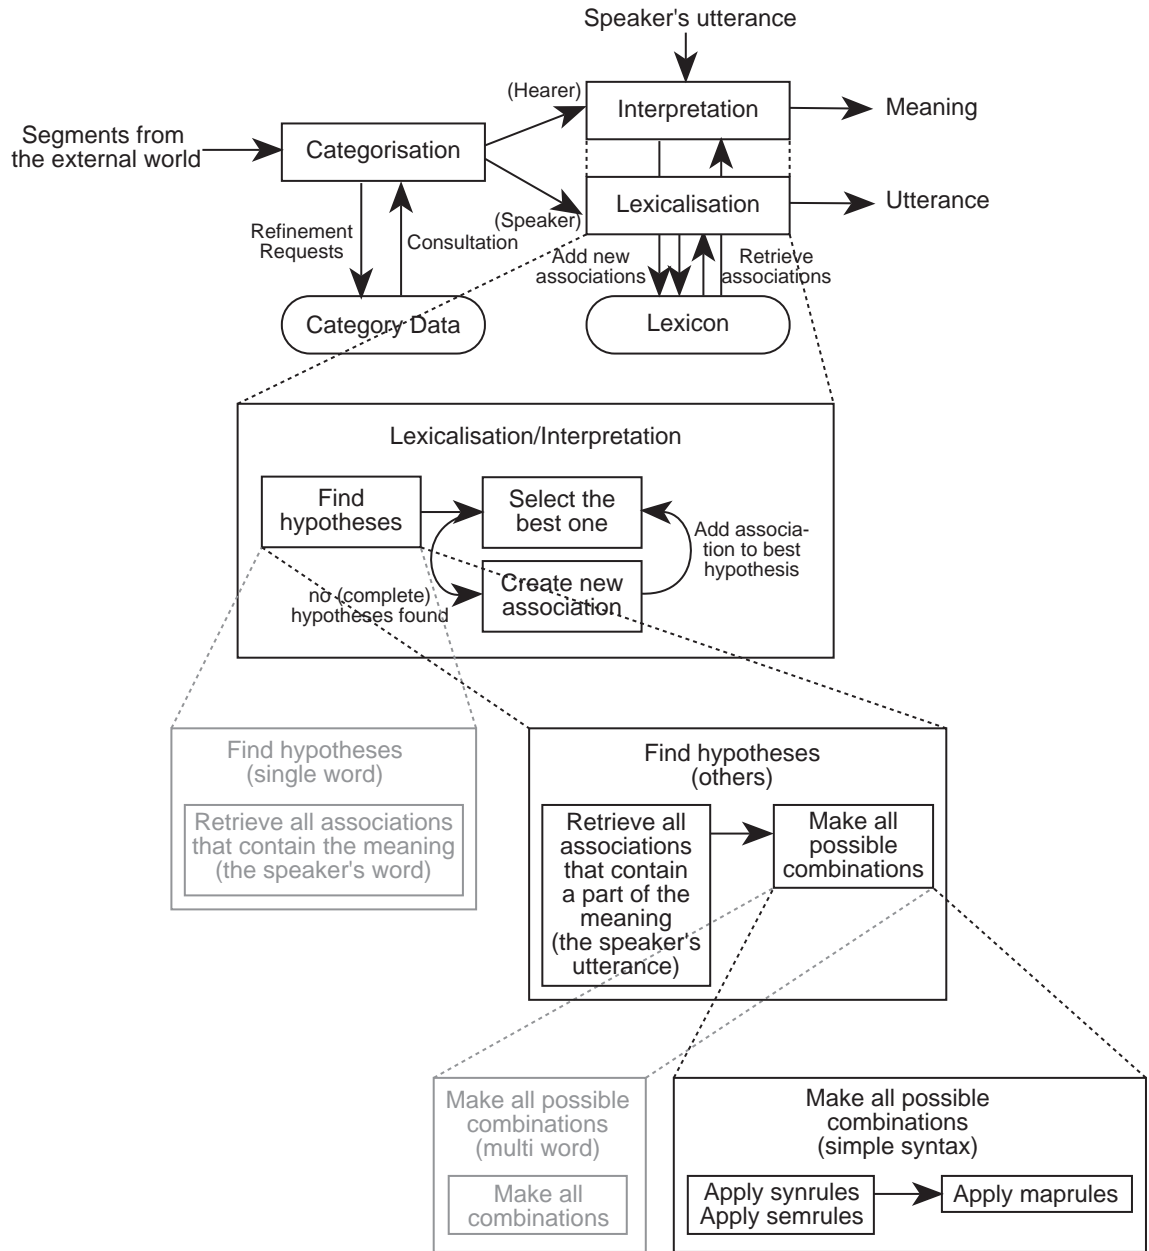 Speaker's utterance
(Hearer)
Interpretation
Meaning
Segments from
the external world
Categorisation
Lexicalisation
Utterance
(Speaker)
Refinement
Requests
Consultation
Add new
associations
Retrieve
associations
Category Data
Lexicon
Lexicalisation/Interpretation
Find
hypotheses
Select the
best one
Add associa-
tion to best
hypothesis
no (complete)
hypotheses found
Create new
association
Find hypotheses
(single word)
Retrieve all associations
that contain the meaning
(the speaker's word)
Find hypotheses
(others)
Retrieve all
associations
that contain
a part of the
meaning
(the speaker's
utterance)
Make all
possible
combinations
Make all possible
combinations
(multi word)
Make all
combinations
Make all possible
combinations
(simple syntax)
Apply synrules
Apply semrules
Apply maprules